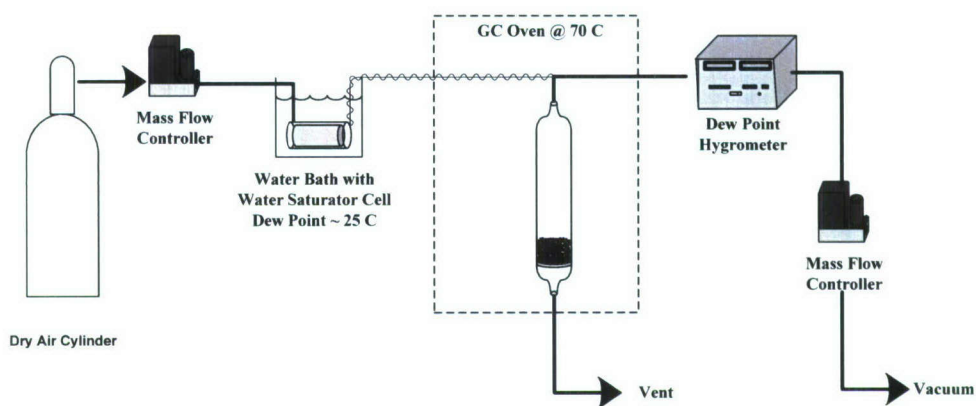 GC Oven @ 70 C
Mass Flow
Controller
Dew Point
Hygrometer
Water Bath with
Water Saturator Cell
Dew Point ~ 25 C
Mass Flow
Controller
Dry Air Cylinder
Vent
Vacuum